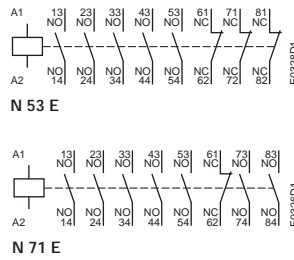 A1 13 23 33 43 53 61 71 81
NO NO NO NO NO NC NC NC
NO NO NO NO NO NC NC NC
A2 14 24 34 44 54 62 72 82
E0328D1
N 53 E
A1 13 23 33 43 53 61 73 83
NO NO NO NO NO NC NO NO
NO NO NO NO NO NC NO NO
A2 14 24 34 44 54 62 74 84
E0326D1
N 71 E